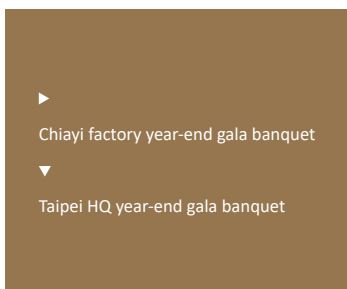 ▶
Chiayi factory year-end gala banquet
▼
Taipei HQ year-end gala banquet